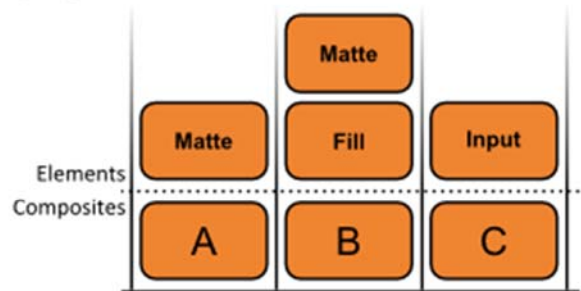 Matte
Matte Fill Input
Elements
Composites
A B C